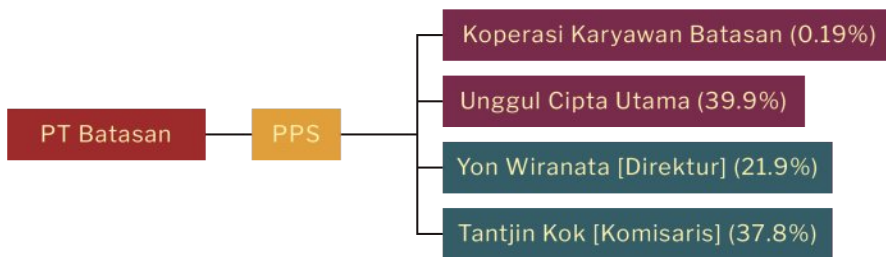 PT Batasan
PPS
Koperasi Karyawan Batasan (0.19%)
Unggul Cipta Utama (39.9%)
Yon Wiranata [Direktur] (21.9%)
Tantjin Kok [Komisaris] (37.8%)